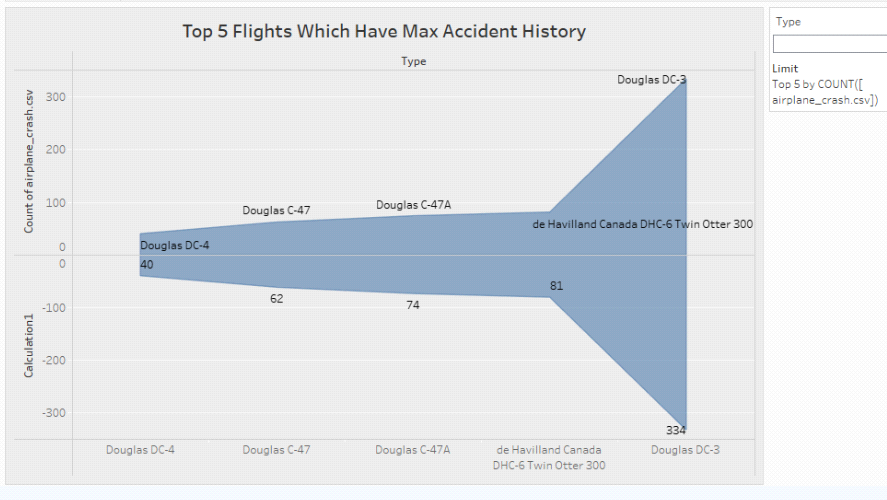 Top 5 Flights Which Have Max Accident History
Type
Count of airplane_crash.csv
300
200
100
0
Douglas DC-4
Douglas C-47
Douglas C-47A
de Havilland Canada DHC-6 Twin Otter 300
Douglas DC-3
Calculation1
0
-100
-200
-300
40
62
74
81
334
Douglas DC-4
Douglas C-47
Douglas C-47A
de Havilland Canada
DHC-6 Twin Otter 300
Douglas DC-3
Type
Limit
Top 5 by COUNT([
airplane_crash.csv])